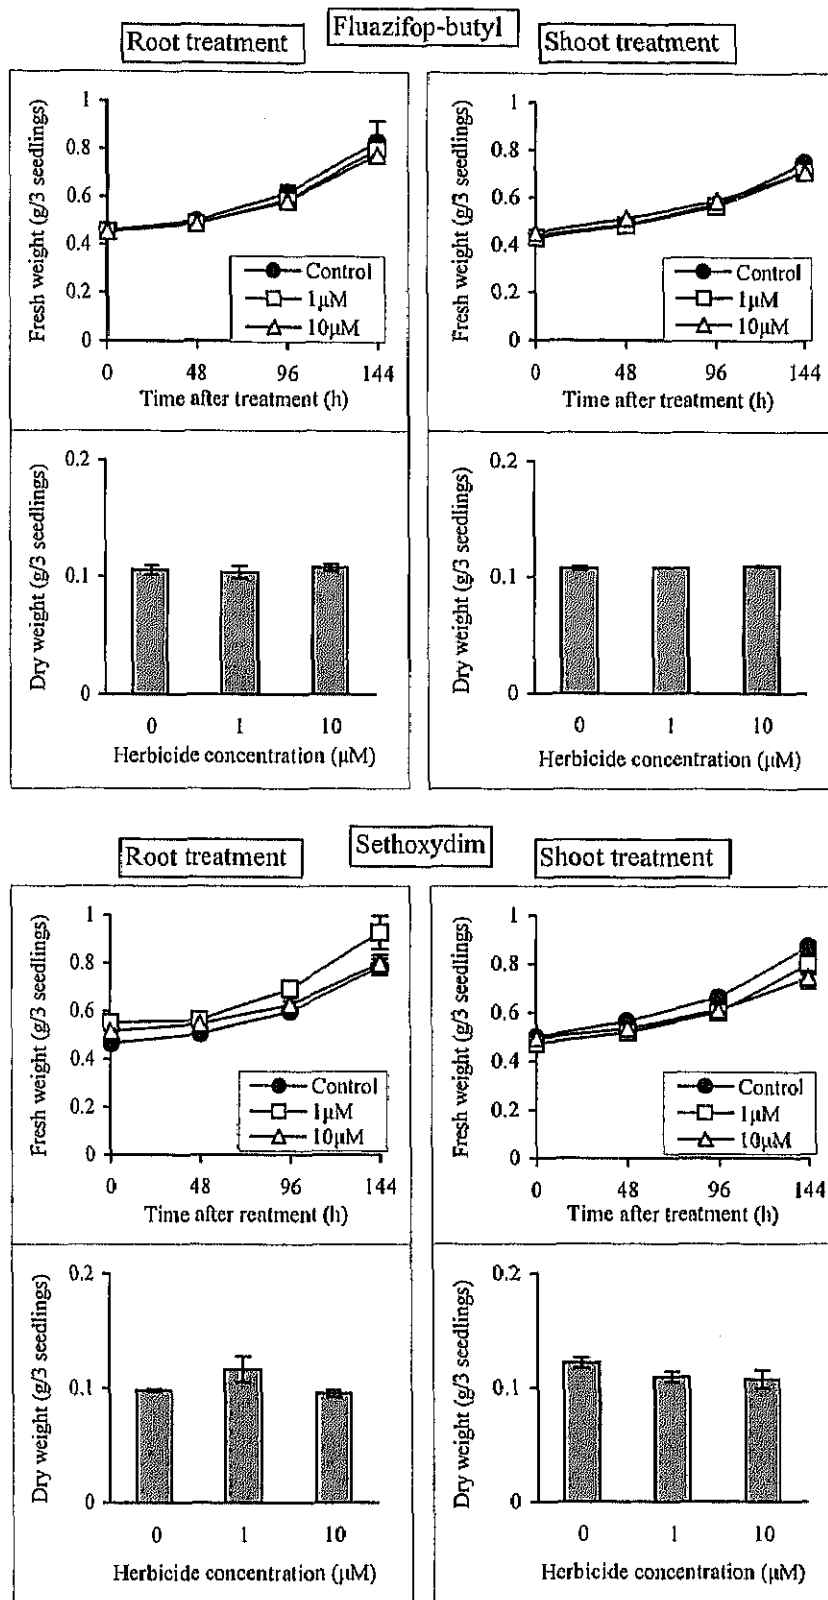 Fluazifop-butyl
Root treatment
Shoot treatment
Fresh weight (g/3 seedlings)
1
0.8
0.6
0.4
0.2
0
Control
1μM
10μM
0 48 96 144
Time after treatment (h)
Fresh weight (g/3 seedlings)
1
0.8
0.6
0.4
0.2
0
Control
1μM
10μM
0 48 96 144
Time after treatment (h)
Dry weight (g/3 seedlings)
0.2
0.1
0
0 1 10
Herbicide concentration (μM)
Dry weight (g/3 seedlings)
0.2
0.1
0
0 1 10
Herbicide concentration (μM)
Sethoxydim
Root treatment
Shoot treatment
Fresh weight (g/3 seedlings)
1
0.8
0.6
0.4
0.2
0
Control
1μM
10μM
0 48 96 144
Time after reatment (h)
Fresh weight (g/3 seedlings)
1
0.8
0.6
0.4
0.2
0
Control
1μM
10μM
0 48 96 144
Time after treatment (h)
Dry weight (g/3 seedlings)
0.2
0.1
0
0 1 10
Herbicide concentration (μM)
Dry weight (g/3 seedlings)
0.2
0.1
0
0 1 10
Herbicide concentration (μM)